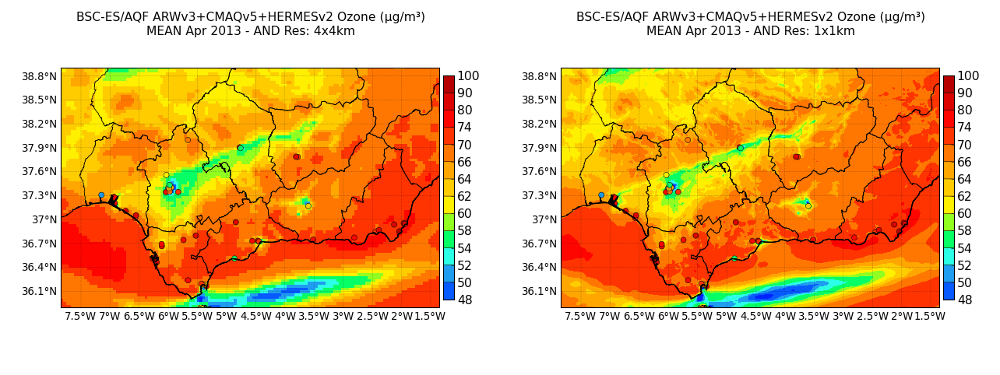 BSC-ES/AQF ARWv3+CMAQv5+HERMESv2 Ozone (µg/m³)
MEAN Apr 2013 - AND Res: 4x4km
38.8°N
38.5°N
38.2°N
37.9°N
37.6°N
37.3°N
37°N
36.7°N
36.4°N
36.1°N
7.5°W 7°W 6.5°W 6°W 5.5°W 5°W 4.5°W 4°W 3.5°W 3°W 2.5°W 2°W 1.5°W
100
90
80
74
70
66
64
62
60
58
54
52
50
48
BSC-ES/AQF ARWv3+CMAQv5+HERMESv2 Ozone (µg/m³)
MEAN Apr 2013 - AND Res: 1x1km
38.8°N
38.5°N
38.2°N
37.9°N
37.6°N
37.3°N
37°N
36.7°N
36.4°N
36.1°N
7.5°W 7°W 6.5°W 6°W 5.5°W 5°W 4.5°W 4°W 3.5°W 3°W 2.5°W 2°W 1.5°W
100
90
80
74
70
66
64
62
60
58
54
52
50
48